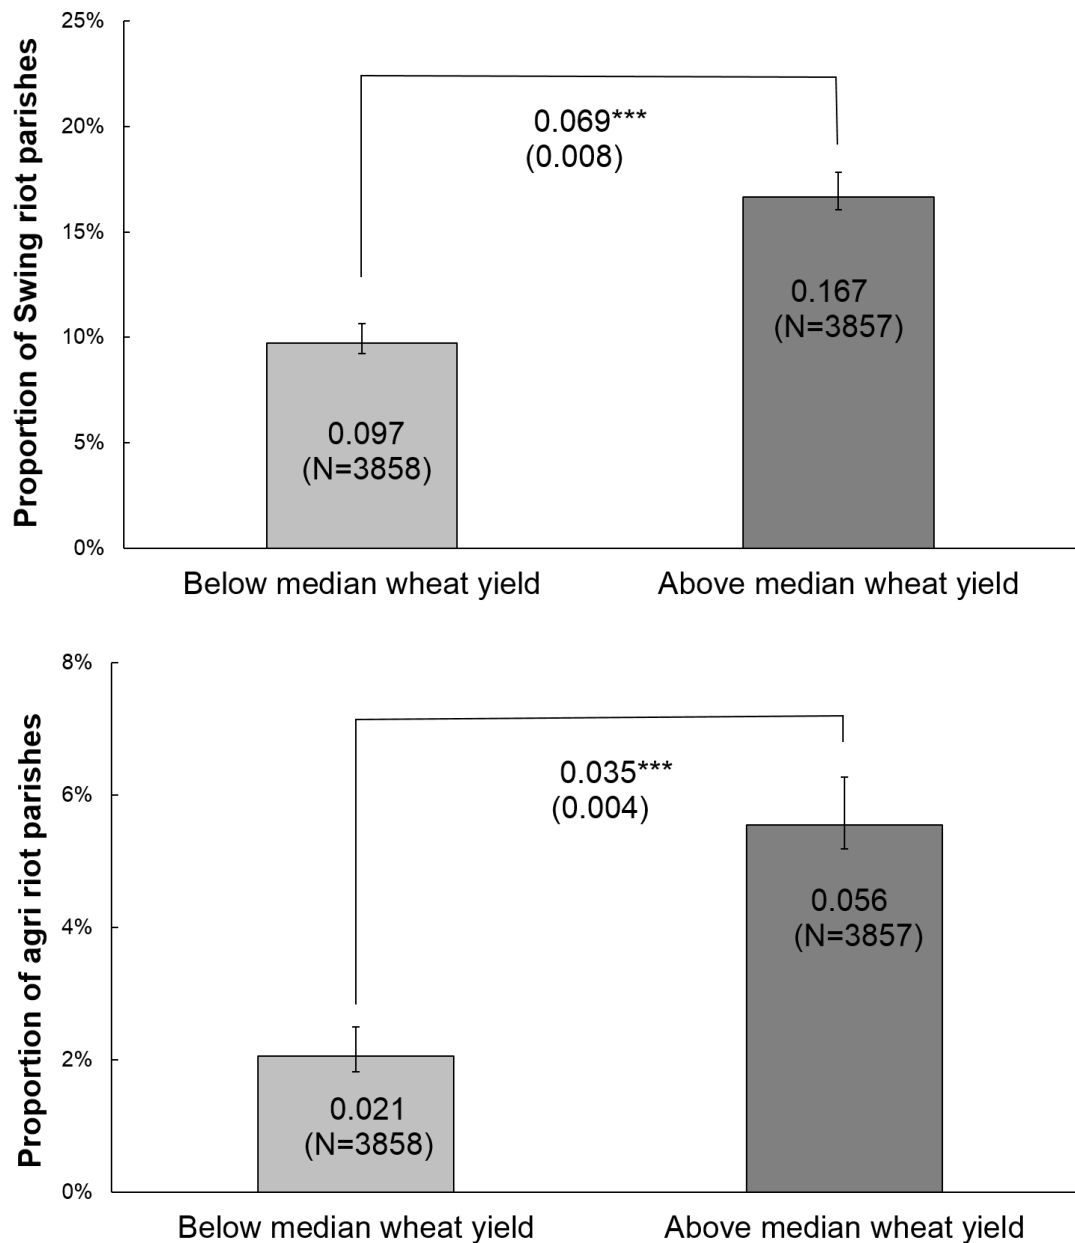 Proportion of Swing riot parishes
25%
20%
15%
10%
5%
0%
0.069***
(0.008)
0.097
(N=3858)
0.167
(N=3857)
Below median wheat yield
Above median wheat yield
Proportion of agri riot parishes
8%
6%
4%
2%
0%
0.035***
(0.004)
0.021
(N=3858)
0.056
(N=3857)
Below median wheat yield
Above median wheat yield